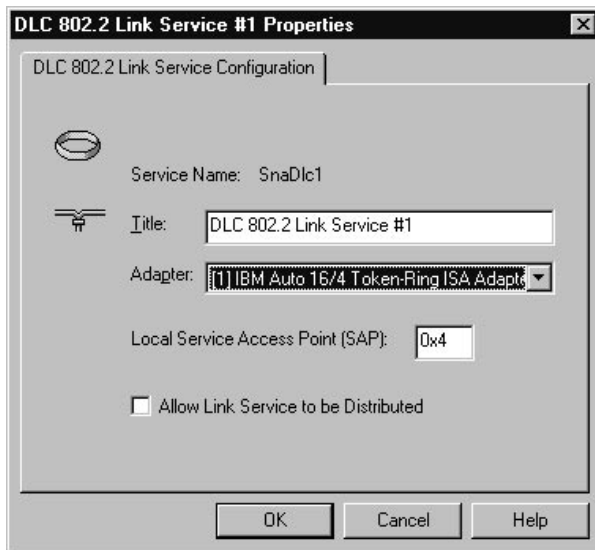 DLC 802.2 Link Service #1 Properties
DLC 802.2 Link Service Configuration
Service Name: SnaDlc1
Title: DLC 802.2 Link Service #1
Adapter: [1] IBM Auto 16/4 Token-Ring ISA Adapte
Local Service Access Point (SAP): 0x4
Allow Link Service to be Distributed
OK Cancel Help